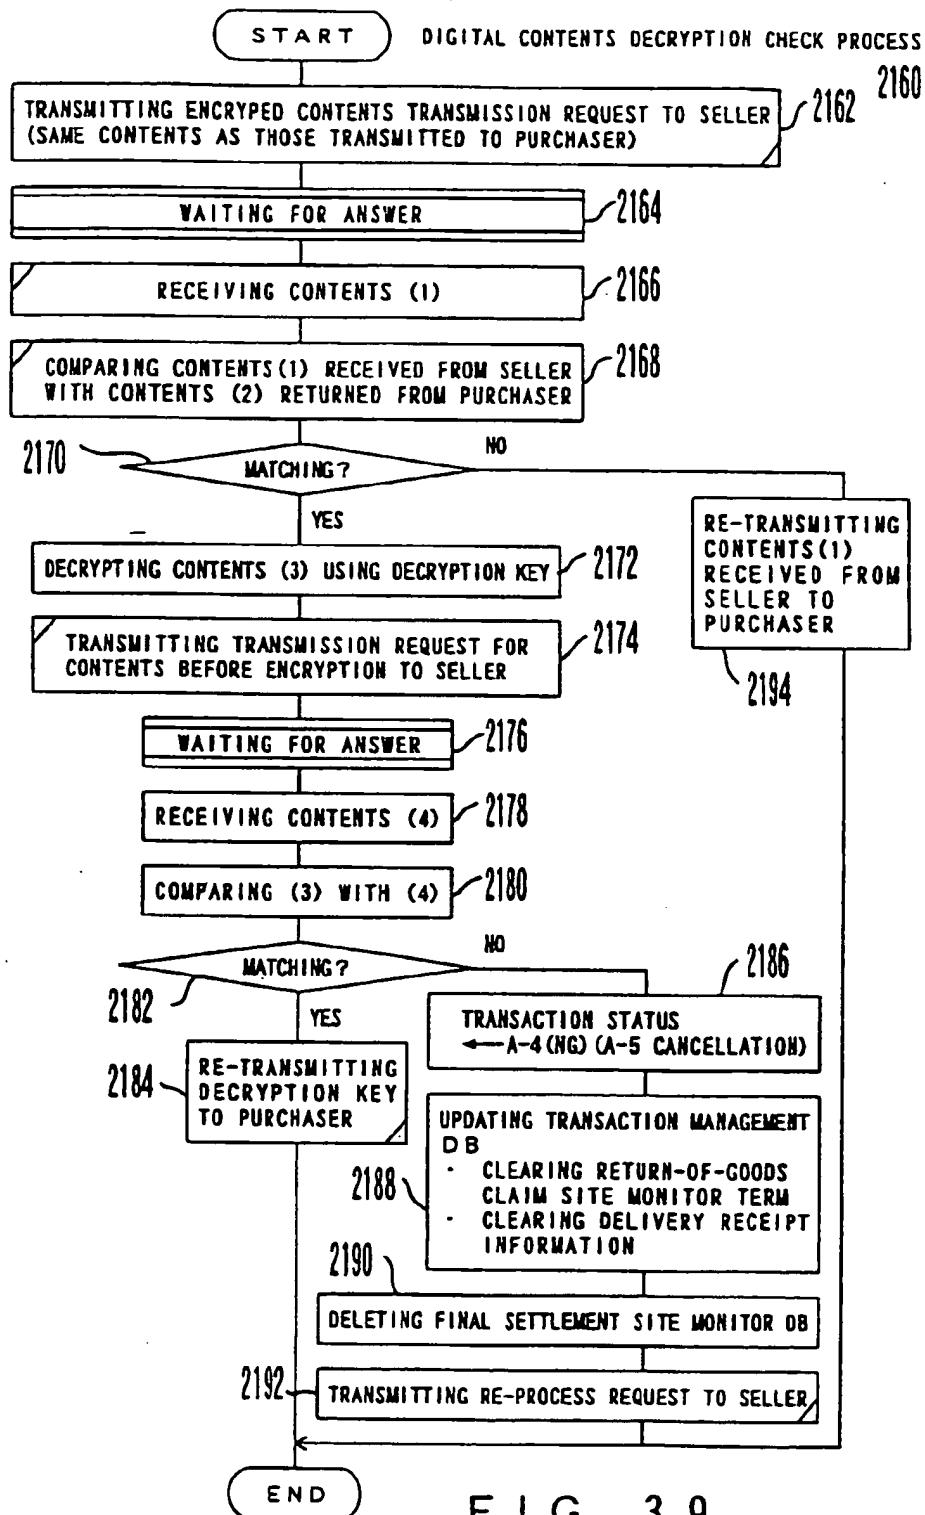 START
DIGITAL CONTENTS DECRYPTION CHECK PROCESS
2160
TRANSMITTING ENCRYPED CONTENTS TRANSMISSION REQUEST TO SELLER
(SAME CONTENTS AS THOSE TRANSMITTED TO PURCHASER)
2162
WAITING FOR ANSWER
2164
RECEIVING CONTENTS (1)
2166
COMPARING CONTENTS(1) RECEIVED FROM SELLER
WITH CONTENTS (2) RETURNED FROM PURCHASER
2168
2170
MATCHING?
NO
YES
RE-TRANSMITTING
CONTENTS(1)
RECEIVED FROM
SELLER TO
PURCHASER
2194
DECRYPTING CONTENTS (3) USING DECRYPTION KEY
2172
TRANSMITTING TRANSMISSION REQUEST FOR
CONTENTS BEFORE ENCRYPTION TO SELLER
2174
WAITING FOR ANSWER
2176
RECEIVING CONTENTS (4)
2178
COMPARING (3) WITH (4)
2180
MATCHING?
NO
2182
YES
2186
TRANSACTION STATUS
←A-4(NG)(A-5 CANCELLATION)
2184
RE-TRANSMITTING
DECRYPTION KEY
TO PURCHASER
UPDATING TRANSACTION MANAGEMENT
DB
· CLEARING RETURN-OF-GOODS
CLAIM SITE MONITOR TERM
· CLEARING DELIVERY RECEIPT
INFORMATION
2188
2190
DELETING FINAL SETTLEMENT SITE MONITOR DB
2192
TRANSMITTING RE-PROCESS REQUEST TO SELLER
END
FIG. 39